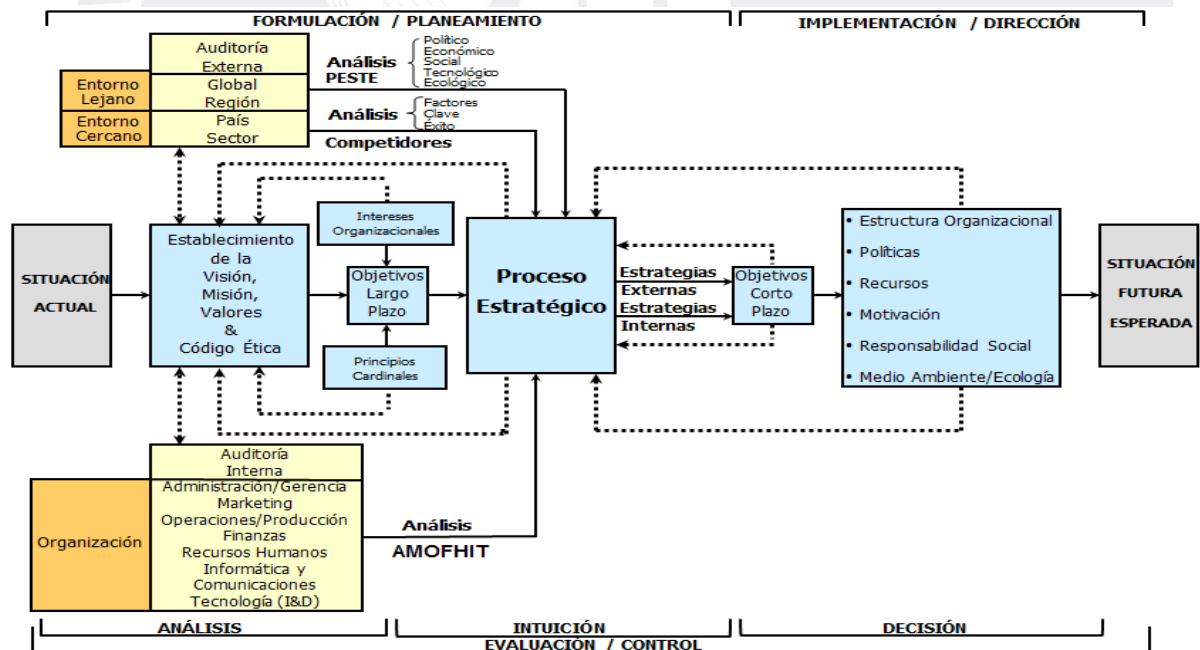 FORMULACIÓN / PLANEAMIENTO
IMPLEMENTACIÓN / DIRECCIÓN
Auditoría
Externa
Entorno
Lejano
Global
Región
Entorno
Cercano
País
Sector
Análisis
PESTE
Político
Económico
Social
Tecnológico
Ecológico
Análisis
Competidores
Factores
Clave
Éxito
SITUACIÓN
ACTUAL
Establecimiento
de la
Visión,
Misión,
Valores
&
Código Ética
Intereses
Organizacionales
Objetivos
Largo
Plazo
Principios
Cardinales
Proceso
Estratégico
Estrategias
Externas
Estrategias
Internas
Objetivos
Corto
Plazo
• Estructura Organizacional
• Políticas
• Recursos
• Motivación
• Responsabilidad Social
• Medio Ambiente/Ecología
SITUACIÓN
FUTURA
ESPERADA
Auditoría
Interna
Organización
Administración/Gerencia
Marketing
Operaciones/Producción
Finanzas
Recursos Humanos
Informática y
Comunicaciones
Tecnología (I&D)
Análisis
AMOFHIT
ANÁLISIS
INTUICIÓN
DECISIÓN
EVALUACIÓN / CONTROL